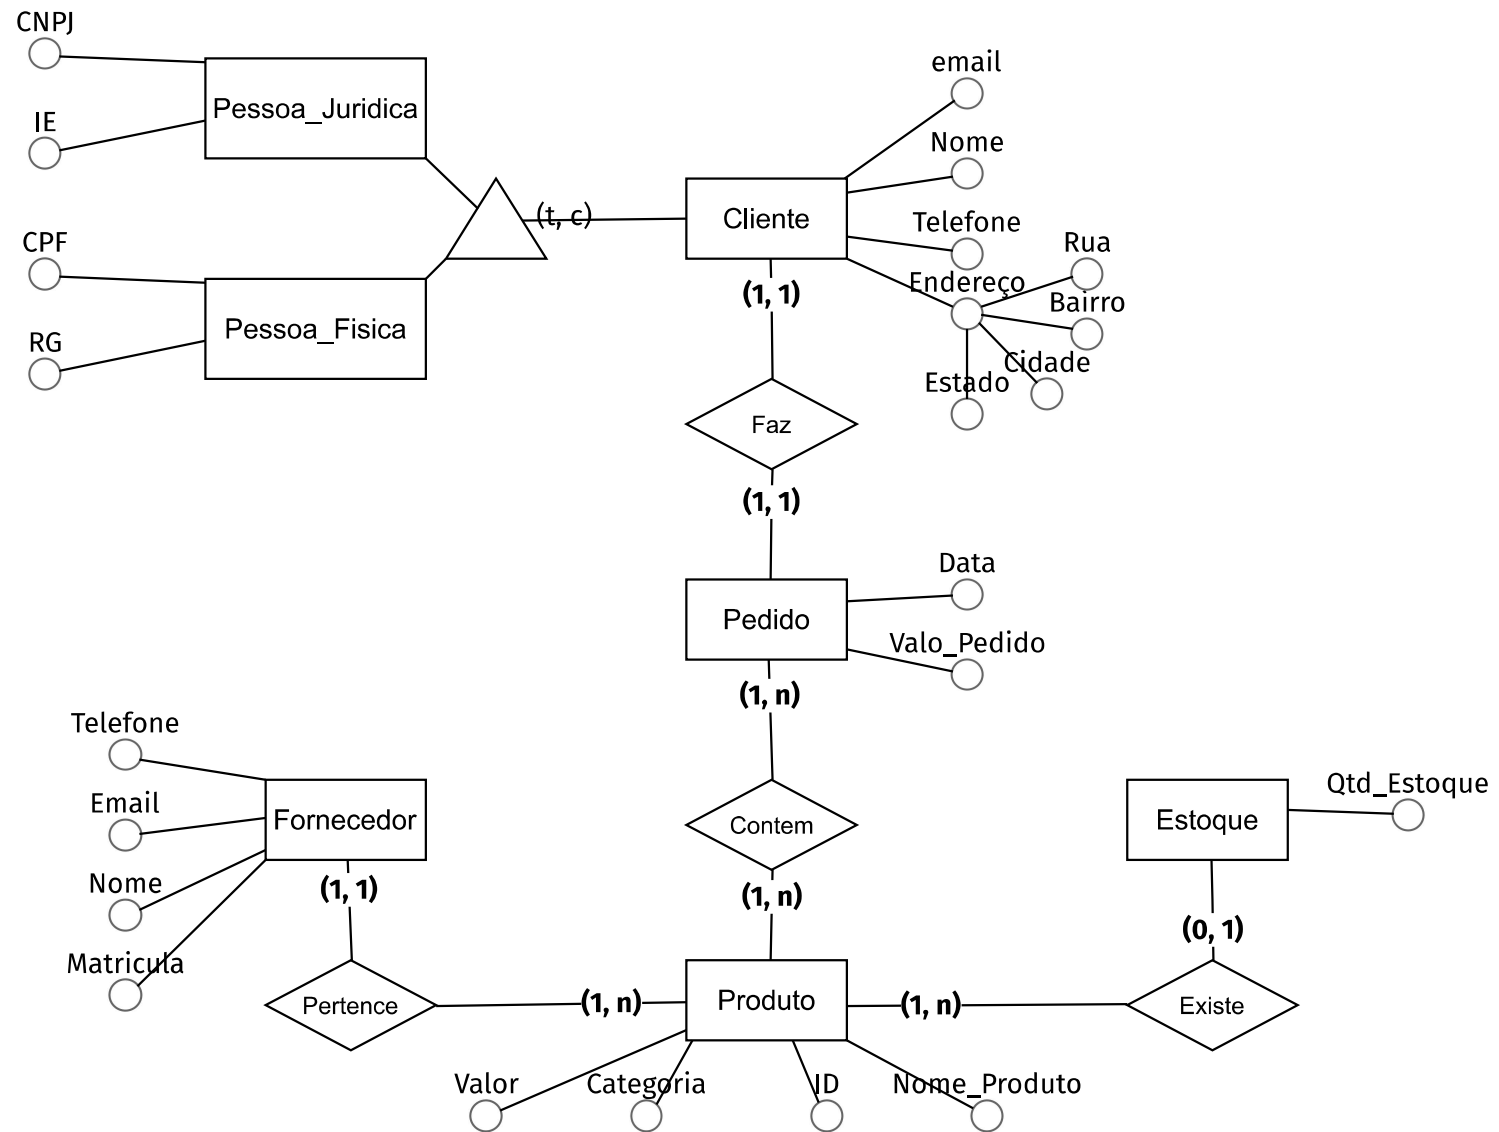 CNPJ
Pessoa_Juridica
IE
CPF
Pessoa_Fisica
RG
(t, c)
Cliente
email
Nome
Telefone
Endereço
Rua
Bairro
Cidade
Estado
(1, 1)
Faz
(1, 1)
Pedido
Data
Valo_Pedido
(1, n)
Contem
(1, n)
Telefone
Email
Nome
Matricula
Fornecedor
(1, 1)
Pertence
(1, n)
Produto
(1, n)
Existe
(0, 1)
Estoque
Qtd_Estoque
Valor
Categoria
ID
Nome_Produto